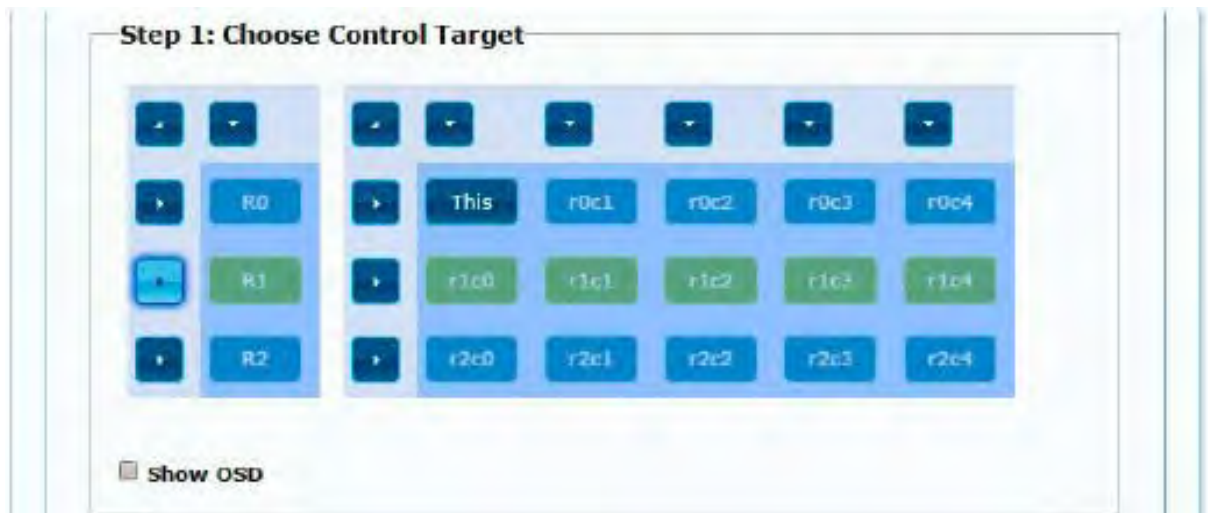 Step 1: Choose Control Target
R0 This r0c1 r0c2 r0c3 r0c4
R1 r1c0 r1c1 r1c2 r1c3 r1c4
R2 r2c0 r2c1 r2c2 r2c3 r2c4
Show OSD